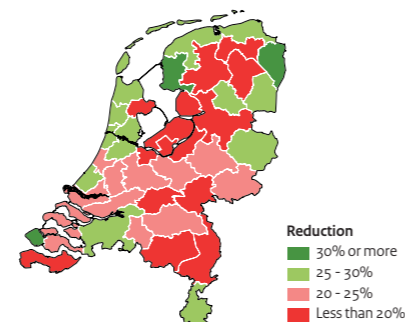 Reduction
30% or more
25 - 30%
20 - 25%
Less than 20%